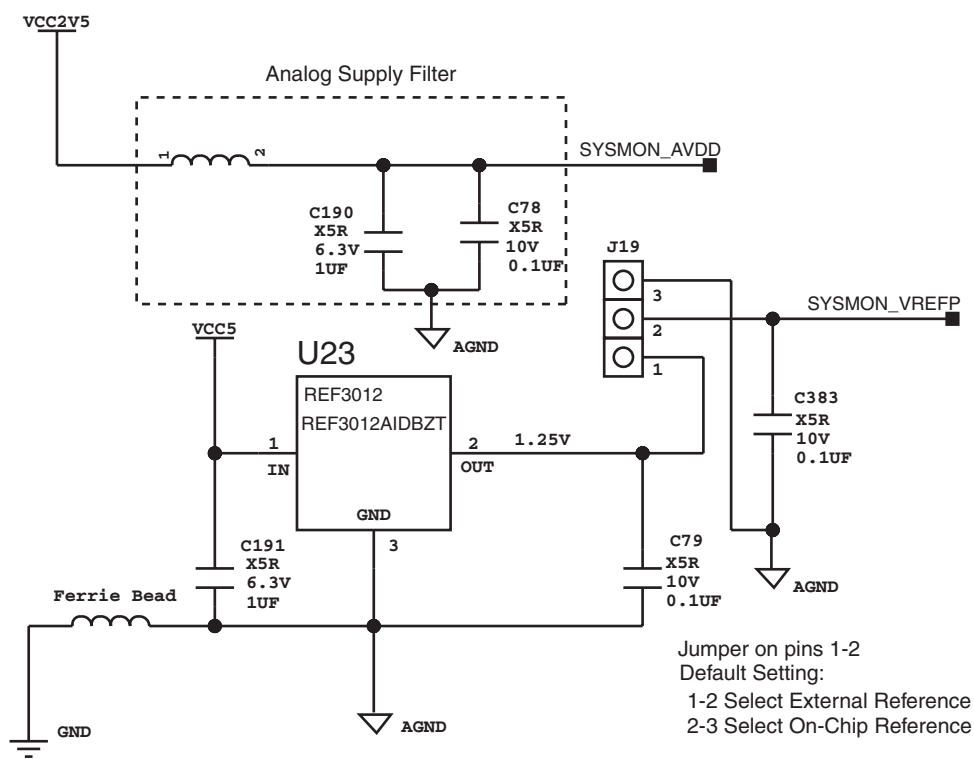 VCC2V5
Analog Supply Filter
1
2
SYSMON_AVDD
C190
X5R
6.3V
1UF
C78
X5R
10V
0.1UF
AGND
J19
3
2
1
SYSMON_VREFP
VCC5
U23
REF3012
REF3012AIDBZT
1
IN
2
OUT
1.25V
GND
3
C383
X5R
10V
0.1UF
AGND
C191
X5R
6.3V
1UF
C79
X5R
10V
0.1UF
Ferrie Bead
GND
AGND
Jumper on pins 1-2
Default Setting:
1-2 Select External Reference
2-3 Select On-Chip Reference